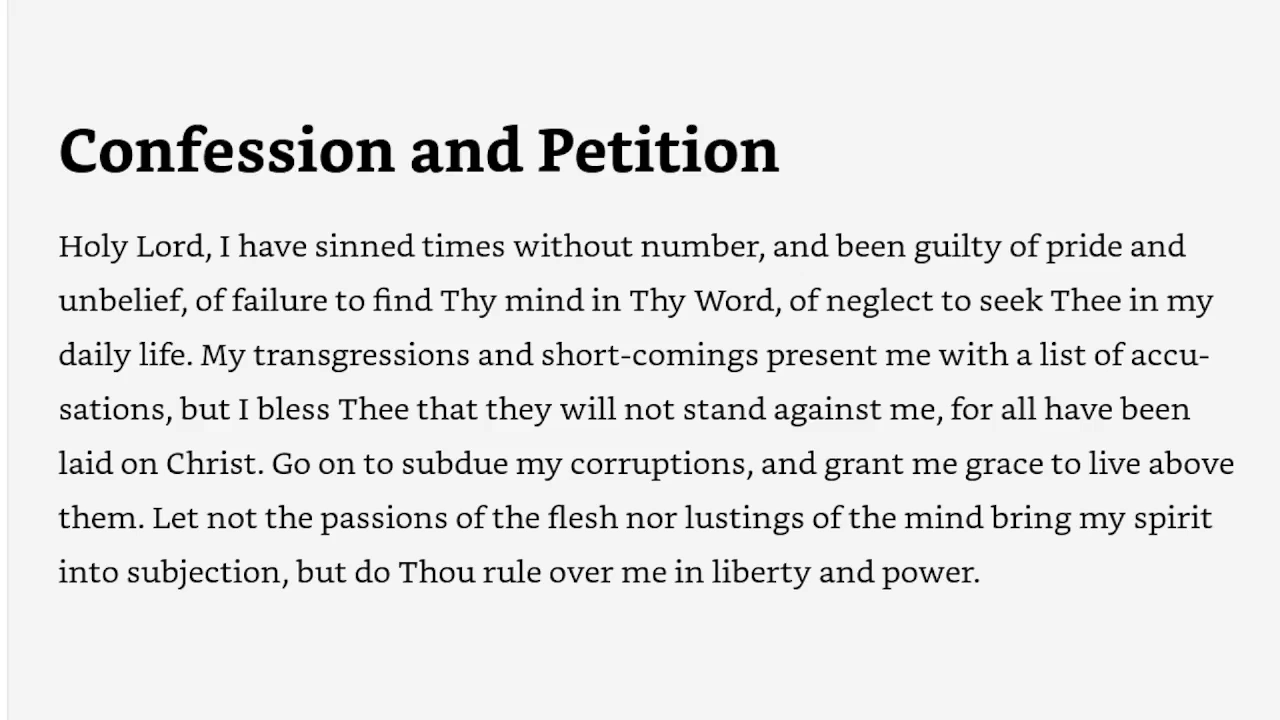 Confession and Petition
Holy Lord, I have sinned times without number, and been guilty of pride and
unbelief, of failure to find Thy mind in Thy Word, of neglect to seek Thee in my
daily life. My transgressions and short-comings present me with a list of accu-
sations, but I bless Thee that they will not stand against me, for all have been
laid on Christ. Go on to subdue my corruptions, and grant me grace to live above
them. Let not the passions of the flesh nor lustings of the mind bring my spirit
into subjection, but do Thou rule over me in liberty and power.